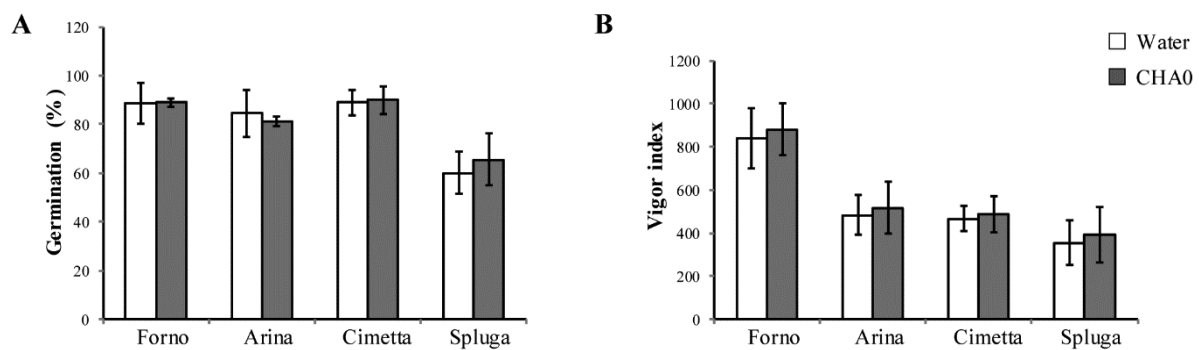 A
Germination (%)
120
100
80
60
40
20
0
Forno Arina Cimetta Spluga
B
Vigor index
1200
1000
800
600
400
200
0
Forno Arina Cimetta Spluga
Water
CHA0